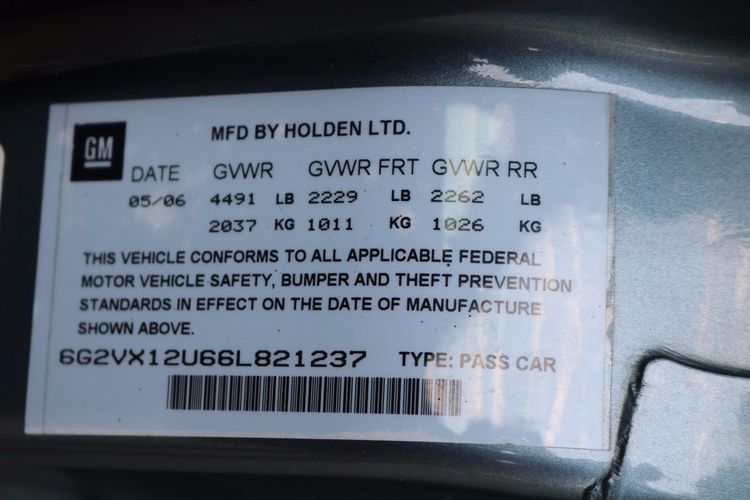 GM
MFD BY HOLDEN LTD.
DATE GVWR GVWR FRT GVWR RR
05/06 4491 LB 2229 LB 2262 LB
2037 KG 1011 KG 1026 KG
THIS VEHICLE CONFORMS TO ALL APPLICABLE FEDERAL
MOTOR VEHICLE SAFETY, BUMPER AND THEFT PREVENTION
STANDARDS IN EFFECT ON THE DATE OF MANUFACTURE
SHOWN ABOVE.
6G2VX12U66L821237 TYPE: PASS CAR